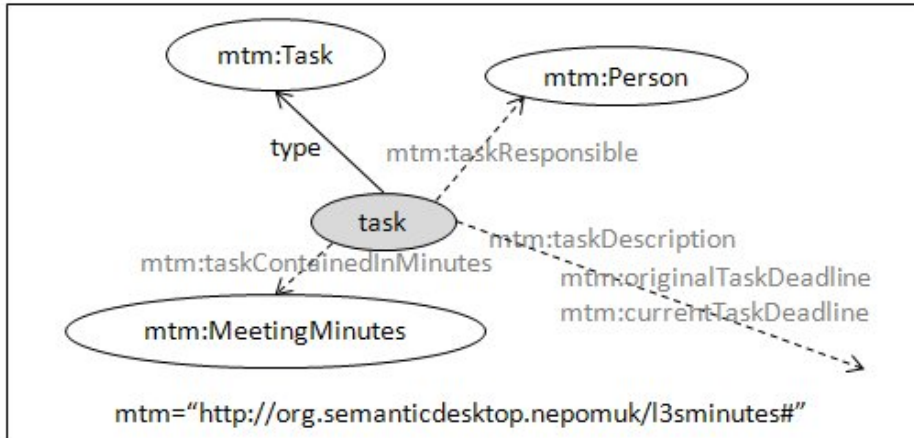 mtm:Task
mtm:Person
type
mtm:taskResponsible
task
mtm:taskDescription
mtm:taskContainedInMinutes
mtm:originalTaskDeadline
mtm:currentTaskDeadline
mtm:MeetingMinutes
mtm=“http://org.semanticdesktop.nepomuk/l3sminutes#”